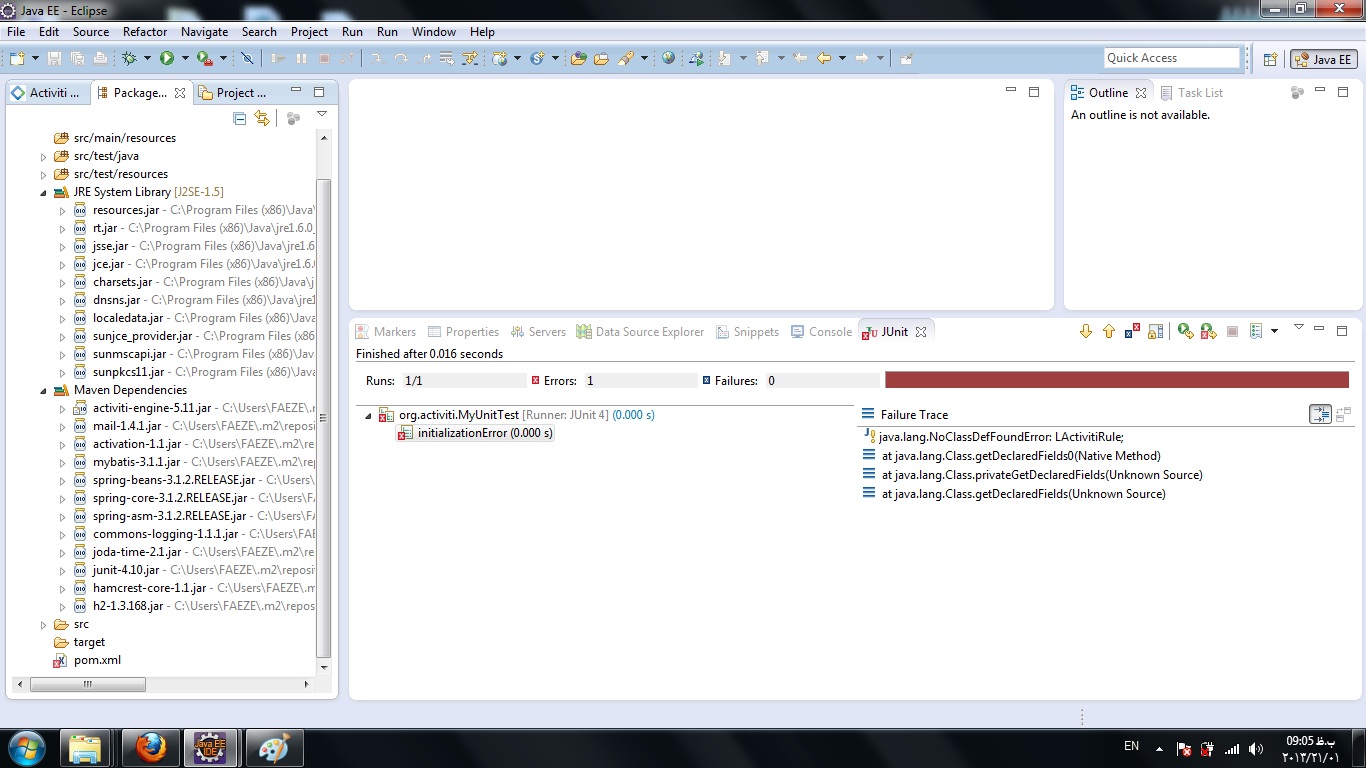 Java EE - Eclipse
File Edit Source Refactor Navigate Search Project Run Run Window Help
Quick Access
Java EE
Activiti ...
Package...
Project ...
src/main/resources
src/test/java
src/test/resources
JRE System Library [J2SE-1.5]
resources.jar - C:\Program Files (x86)\Java\
rt.jar - C:\Program Files (x86)\Java\jre1.6.0_
jsse.jar - C:\Program Files (x86)\Java\jre1.6
jce.jar - C:\Program Files (x86)\Java\jre1.6.
charsets.jar - C:\Program Files (x86)\Java\j
dnsns.jar - C:\Program Files (x86)\Java\jre1
localedata.jar - C:\Program Files (x86)\Java
sunjce_provider.jar - C:\Program Files (x86)
sunmscapi.jar - C:\Program Files (x86)\Java
sunpkcs11.jar - C:\Program Files (x86)\Java
Maven Dependencies
activiti-engine-5.11.jar - C:\Users\FAEZE\.m
mail-1.4.1.jar - C:\Users\FAEZE\.m2\reposi
activation-1.1.jar - C:\Users\FAEZE\.m2\rep
mybatis-3.1.1.jar - C:\Users\FAEZE\.m2\rep
spring-beans-3.1.2.RELEASE.jar - C:\Users\
spring-core-3.1.2.RELEASE.jar - C:\Users\F
spring-asm-3.1.2.RELEASE.jar - C:\Users\FA
commons-logging-1.1.1.jar - C:\Users\FAE
joda-time-2.1.jar - C:\Users\FAEZE\.m2\re
junit-4.10.jar - C:\Users\FAEZE\.m2\reposi
hamcrest-core-1.1.jar - C:\Users\FAEZE\.m
h2-1.3.168.jar - C:\Users\FAEZE\.m2\repos
src
target
pom.xml
Outline
Task List
An outline is not available.
Markers
Properties
Servers
Data Source Explorer
Snippets
Console
JUnit
Finished after 0.016 seconds
Runs: 1/1 Errors: 1 Failures: 0
org.activiti.MyUnitTest [Runner: JUnit 4] (0.000 s)
initializationError (0.000 s)
Failure Trace
java.lang.NoClassDefFoundError: LActivitiRule;
at java.lang.Class.getDeclaredFields0(Native Method)
at java.lang.Class.privateGetDeclaredFields(Unknown Source)
at java.lang.Class.getDeclaredFields(Unknown Source)
Java EE
IDE
EN
09:05 ب.ظ
۲۰۱۳/۲۱/۰۱